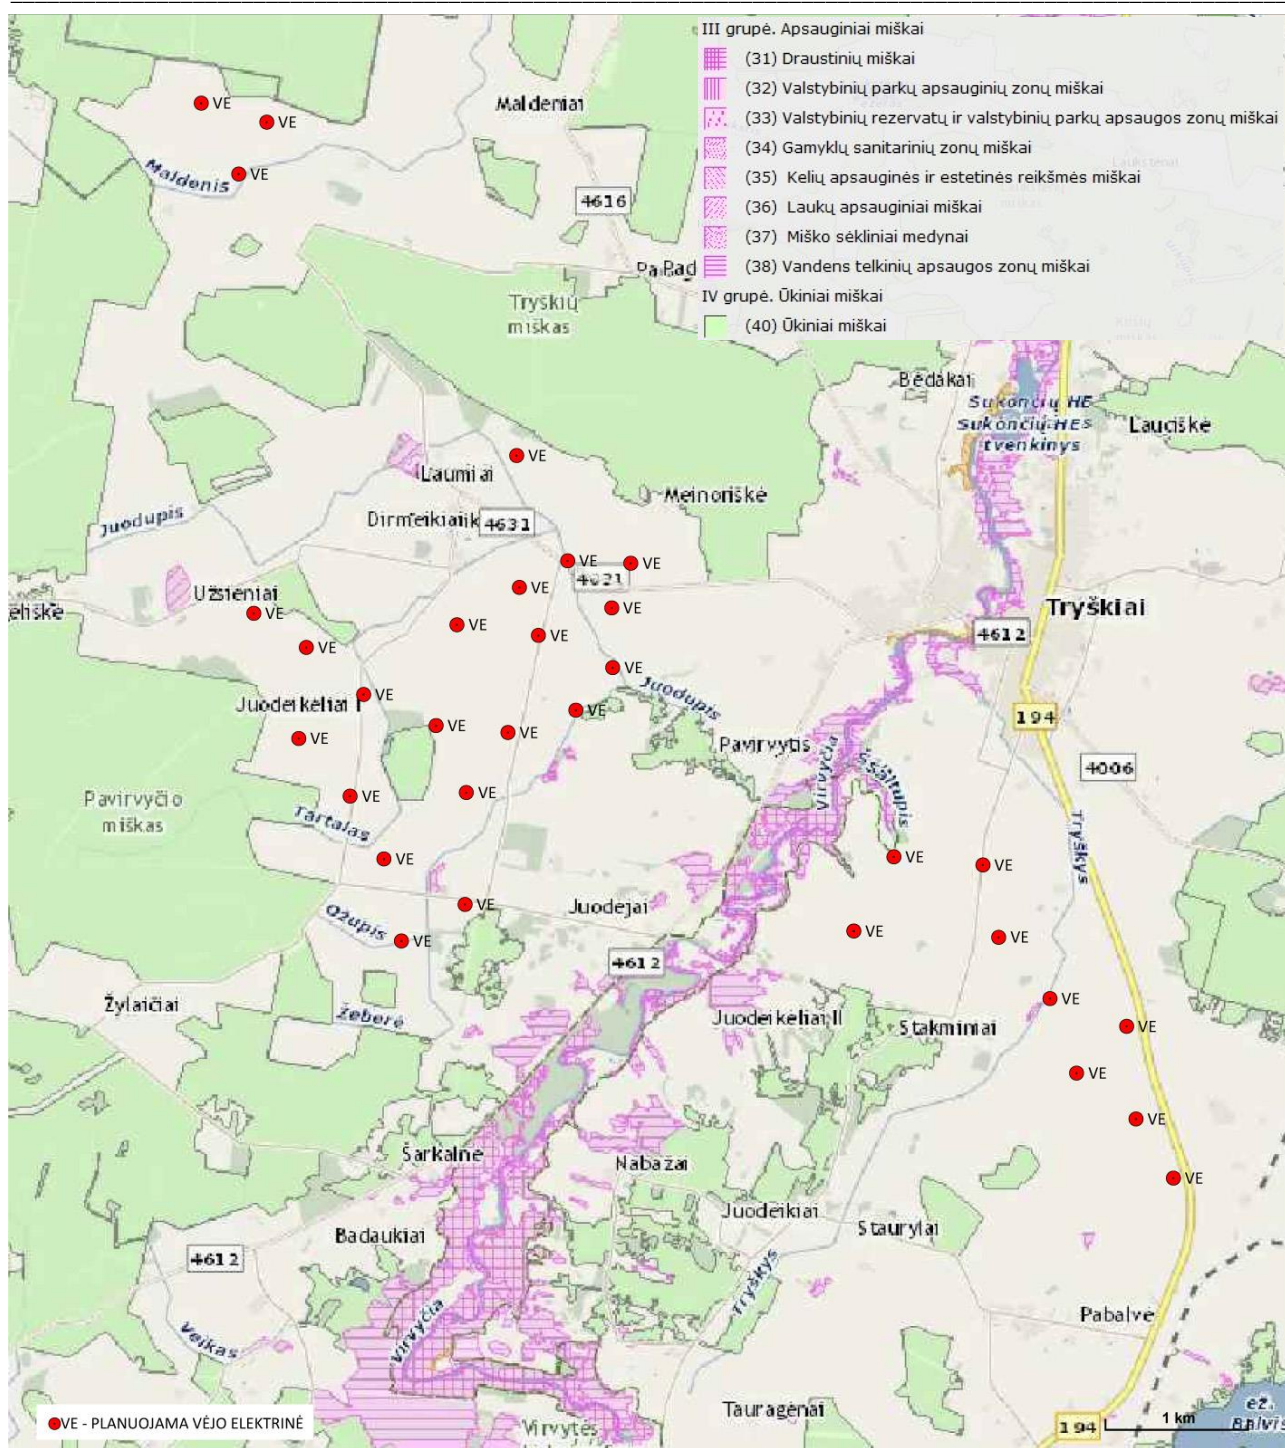 III grupė. Apsauginiai miškai
(31) Draustinių miškai
(32) Valstybinių parkų apsauginių zonų miškai
(33) Valstybinių rezervatų ir valstybinių parkų apsaugos zonų miškai
(34) Gamyklų sanitarinių zonų miškai
(35) Kelių apsauginės ir estetinės reikšmės miškai
(36) Laukų apsauginiai miškai
(37) Miško sėkliniai medynai
(38) Vandens telkinių apsaugos zonų miškai
IV grupė. Ūkiniai miškai
(40) Ūkiniai miškai
VE
Maldeniai
VE
VE
Maldenis
4616
Tryškių
miškas
Bėdakai
Sukončių HE
Sukončių HE
tvenkinys
Lauciškė
VE
Laumiai
Meinoriškė
Juodupis
4631
VE
VE
4621
VE
Užsieniai
VE
VE
Tryškiai
VE
VE
4612
VE
VE
VE
Juodupis
VE
Juodeikeliai I
VE
194
VE
VE
VE
Pavirvytis
Virvyčia
4006
VE
VE
Pavirvyčio
miškas
Tartalas
Tryškys
VE
VE
VE
VE
Juodejai
Ožupis
VE
VE
VE
4612
Žylaičiai
Žeberė
VE
Juodeikeliai II
Stakminiai
VE
VE
VE
Šarkalnė
Nabažai
VE
Juodeikiai
Staurylai
Badaukiai
4612
Tryškys
Virvyčia
Pabalvė
Veikas
Tauragėnai
VE - PLANUOJAMA VĖJO ELEKTRINĖ
Virvytės
194
1 km
ež.